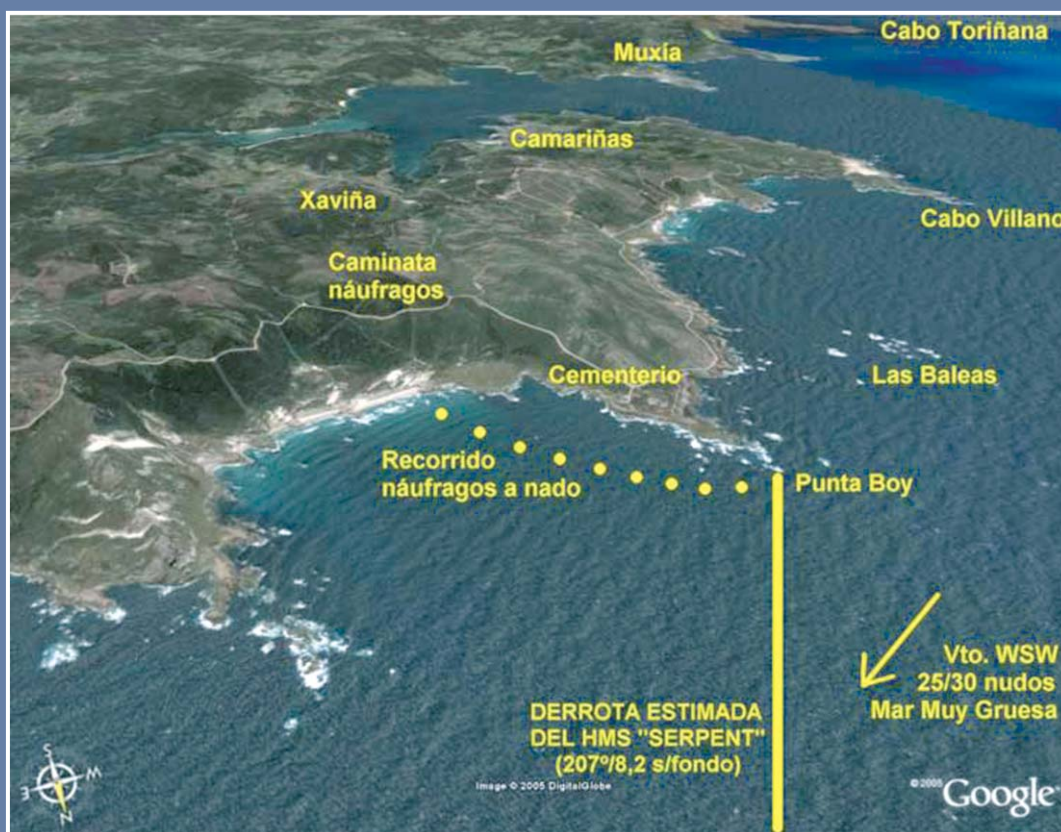 Cabo Toriñana
Muxía
Camariñas
Xaviña
Cabo Villano
Caminata
náufragos
Cementerio
Las Baleas
Recorrido
náufragos a nado
Punta Boy
Vto. WSW
25/30 nudos
Mar Muy Gruesa
DERROTA ESTIMADA
DEL HMS "SERPENT"
(207º/8,2 s/fondo)
S
W
E
N
Image © 2005 DigitalGlobe
©2005 Google